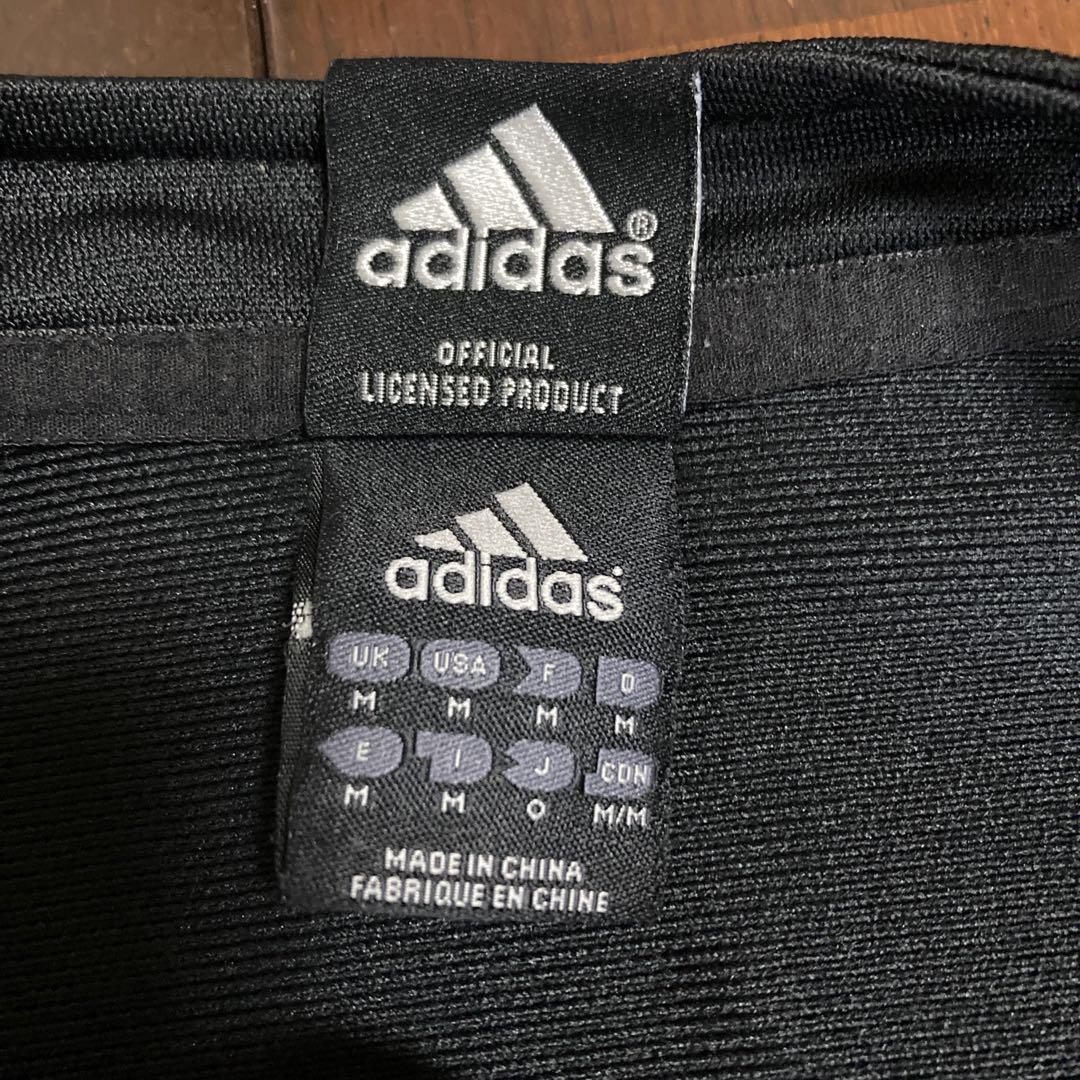 adidas®
OFFICIAL
LICENSED PRODUCT
adidas
UK USA F D
M M M M
E I J CDN
M M O M/M
MADE IN CHINA
FABRIQUE EN CHINE